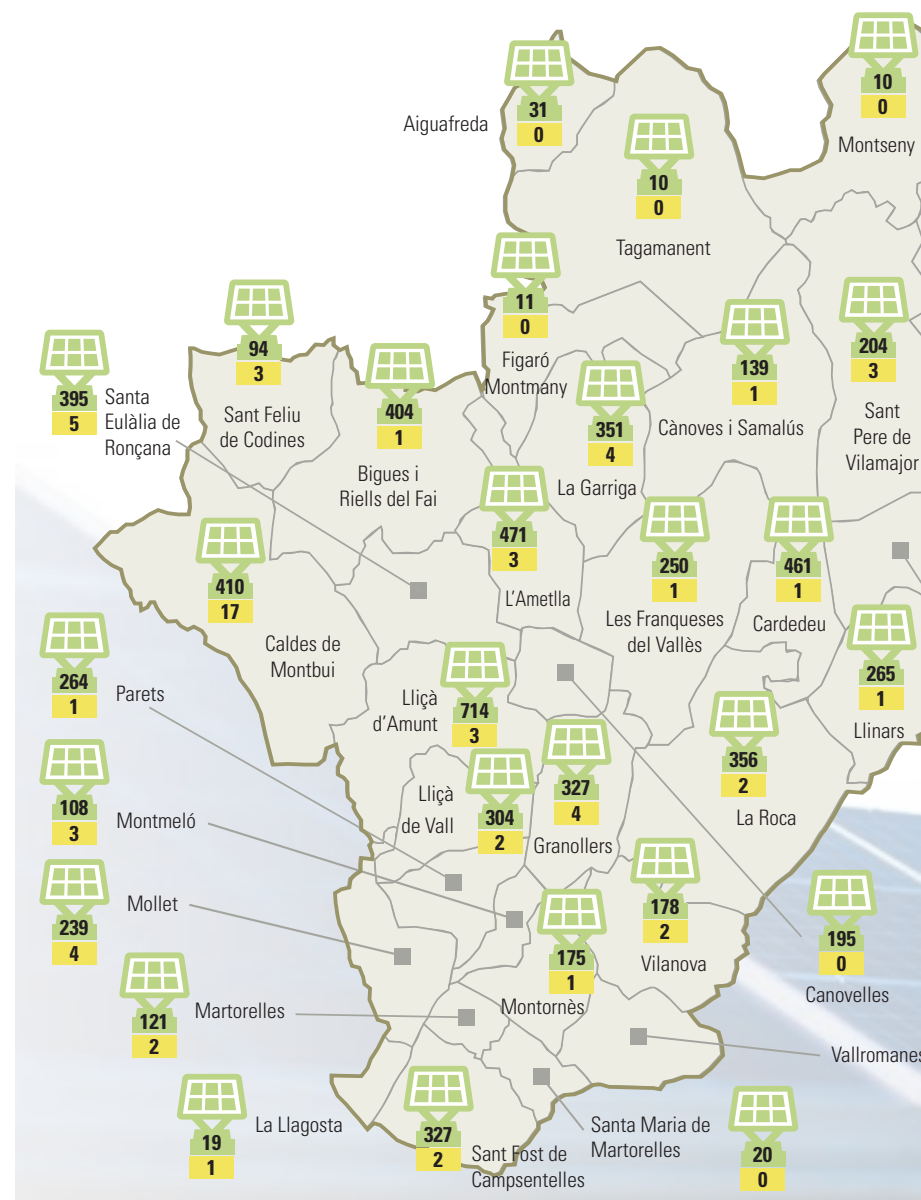 10
0
Montseny
31
0
Aiguafreda
10
0
Tagamanent
11
0
Figaró
Montmany
94
3
Sant Feliu
de Codines
395
5
Santa
Eulàlia de
Ronçana
404
1
Bigues i
Riells del Fai
351
4
La Garriga
139
1
Cànoves i Samalús
204
3
Sant
Pere de
Vilamajor
471
3
L'Ametlla
410
17
Caldes de
Montbui
250
1
Les Franqueses
del Vallès
461
1
Cardedeu
265
1
Llinars
264
1
Parets
Lliçà
d'Amunt
714
3
356
2
La Roca
108
3
Montmeló
Lliçà
de Vall
304
2
327
4
Granollers
239
4
Mollet
178
2
Vilanova
195
0
Canovelles
175
1
Montornès
121
2
Martorelles
Vallromanes
19
1
La Llagosta
327
2
Sant Fost de
Campsentelles
Santa Maria de
Martorelles
20
0